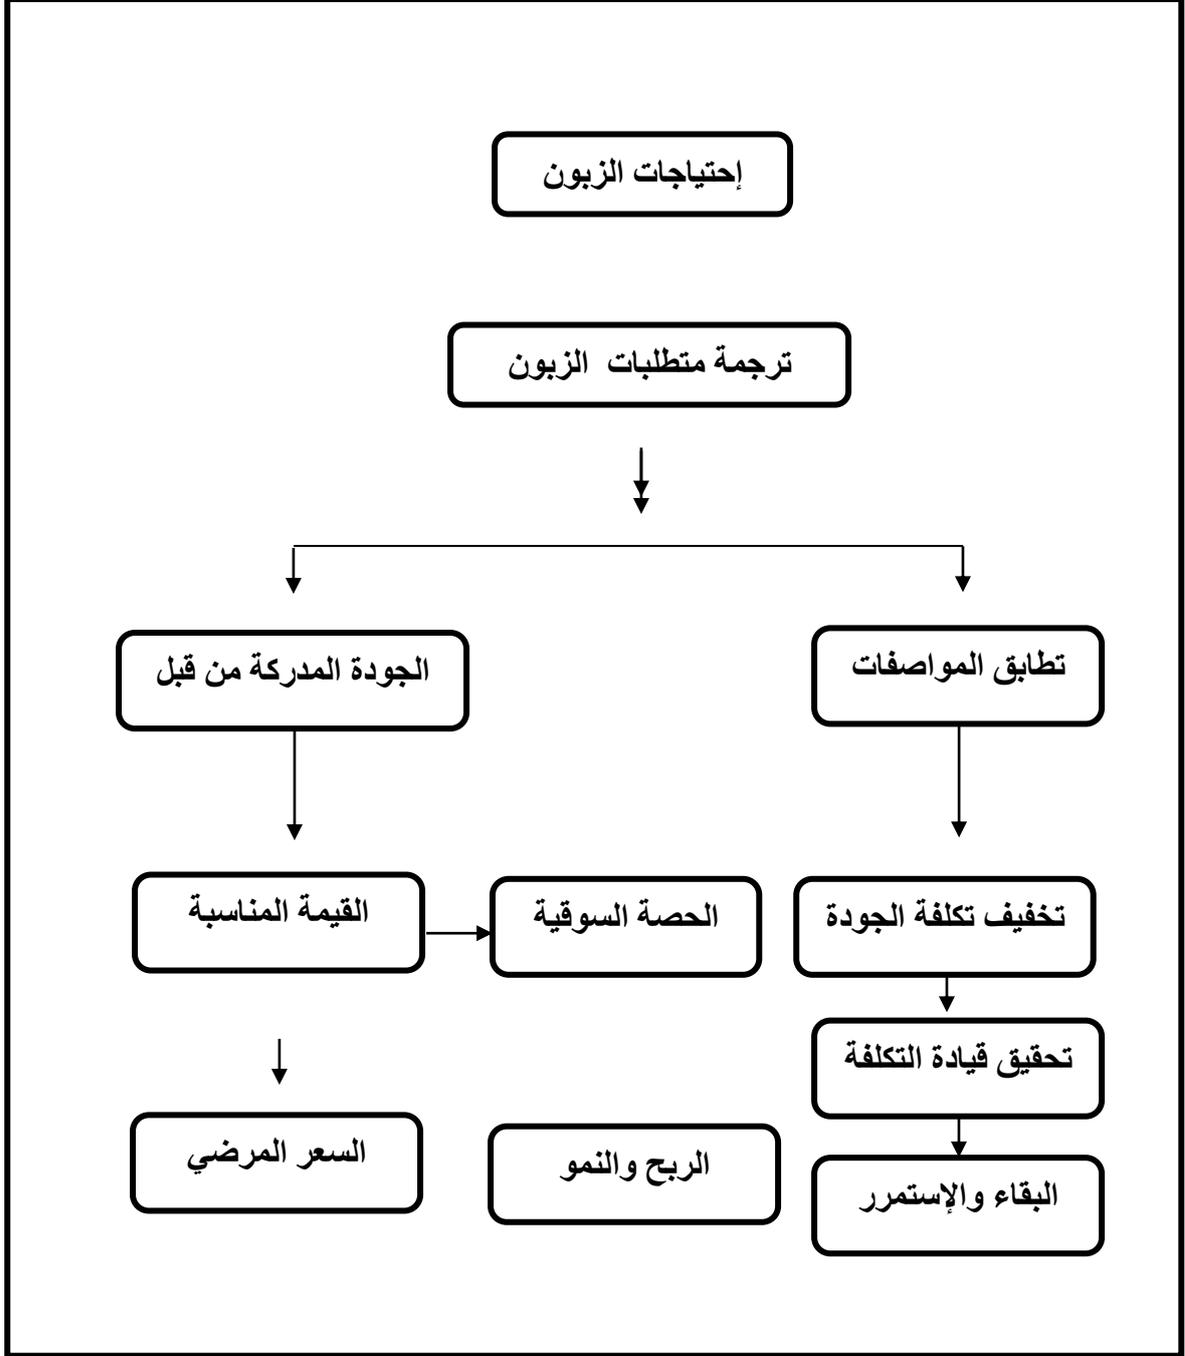 إحتياجات الزبون
ترجمة متطلبات الزبون
تطابق المواصفات
الجودة المدركة من قبل
تخفيف تكلفة الجودة
الحصة السوقية
القيمة المناسبة
تحقيق قيادة التكلفة
البقاء والإستمرر
الربح والنمو
السعر المرضي